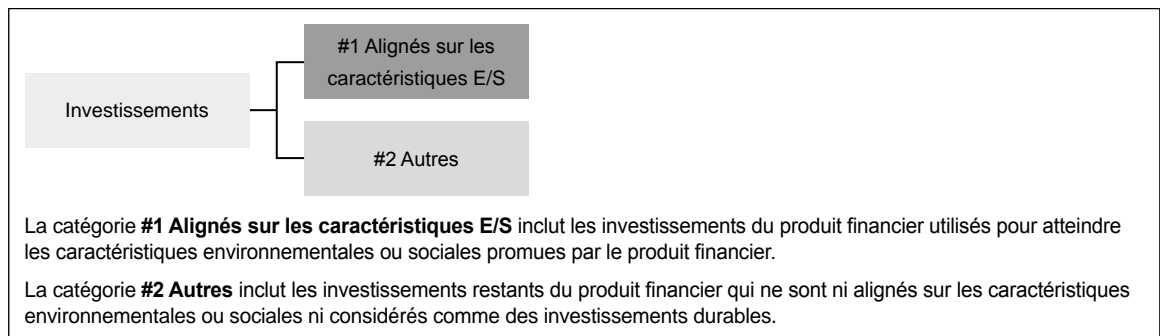 #1 Alignés sur les
caractéristiques E/S
Investissements
#2 Autres
La catégorie #1 Alignés sur les caractéristiques E/S inclut les investissements du produit financier utilisés pour atteindre
les caractéristiques environnementales ou sociales promues par le produit financier.
La catégorie #2 Autres inclut les investissements restants du produit financier qui ne sont ni alignés sur les caractéristiques
environnementales ou sociales ni considérés comme des investissements durables.